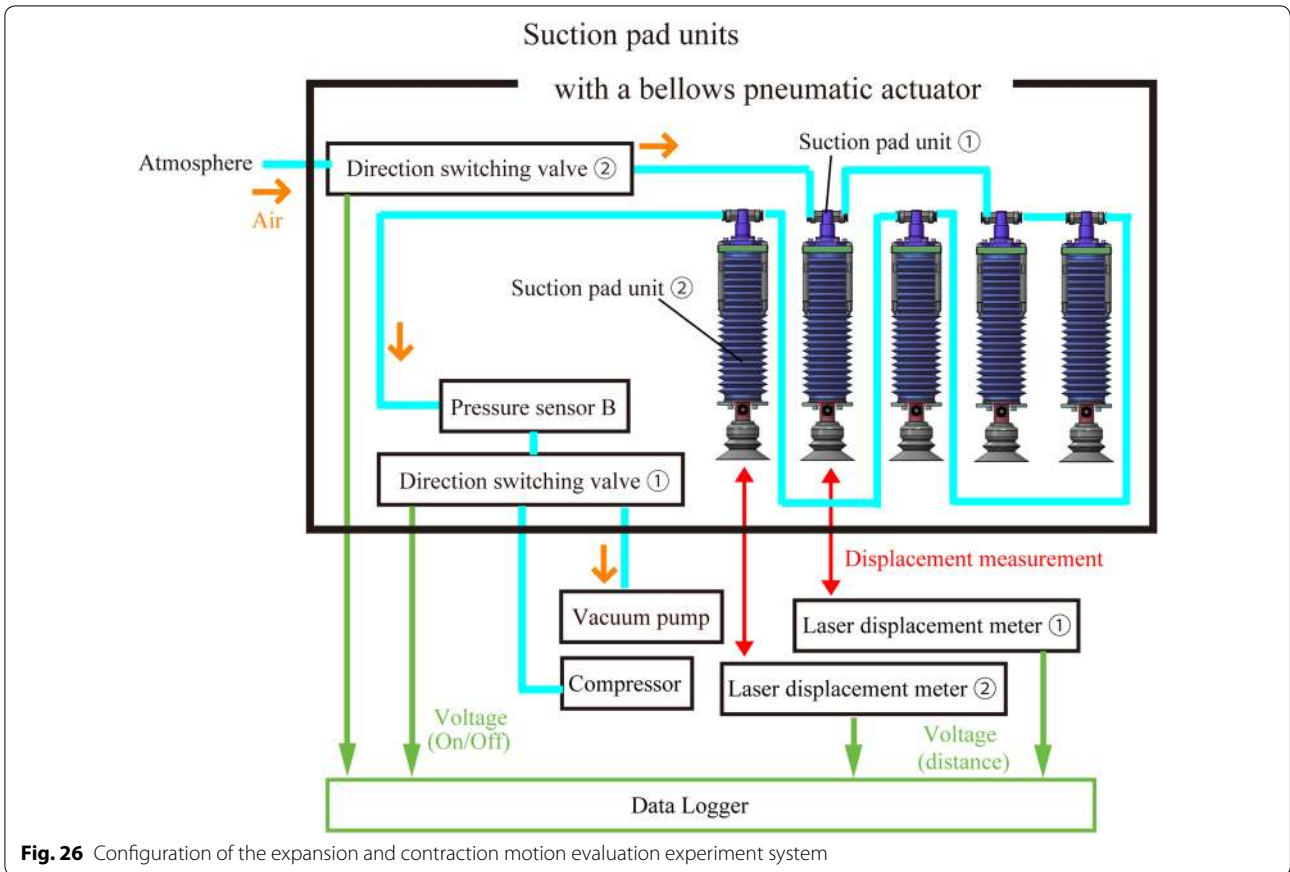 Suction pad units
with a bellows pneumatic actuator
Suction pad unit ①
Atmosphere
Direction switching valve ②
Air
Suction pad unit ②
Pressure sensor B
Direction switching valve ①
Displacement measurement
Vacuum pump
Laser displacement meter ①
Compressor
Laser displacement meter ②
Voltage
(On/Off)
Voltage
(distance)
Data Logger
Fig. 26 Configuration of the expansion and contraction motion evaluation experiment system